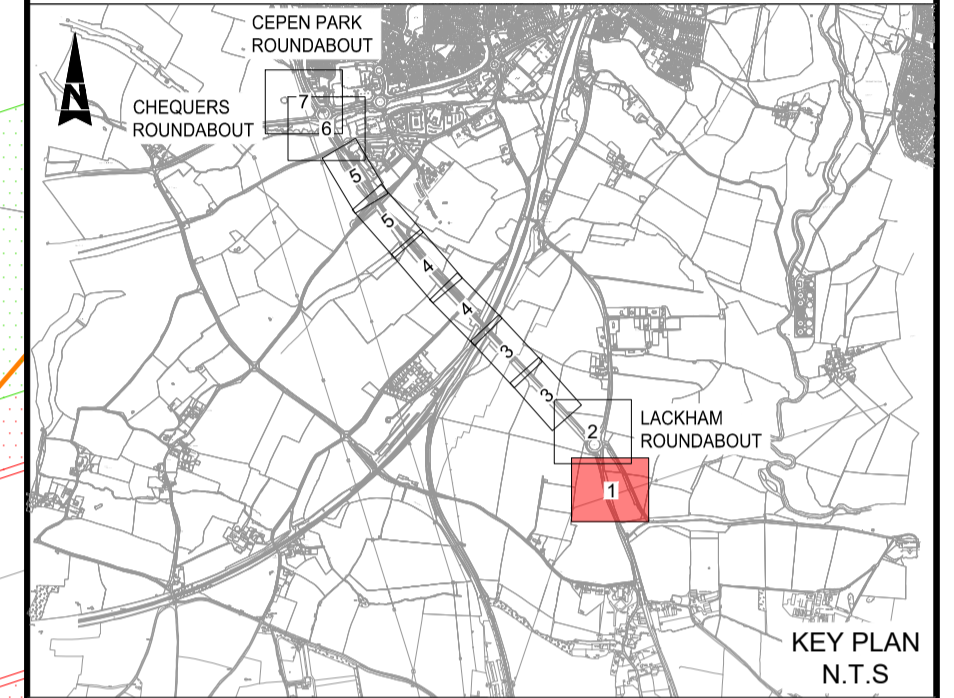 CEPEN PARK
ROUNDABOUT
N
CHEQUERS
ROUNDABOUT
7
6
5
5
4
4
3
3
2
LACKHAM
ROUNDABOUT
1
KEY PLAN
N.T.S